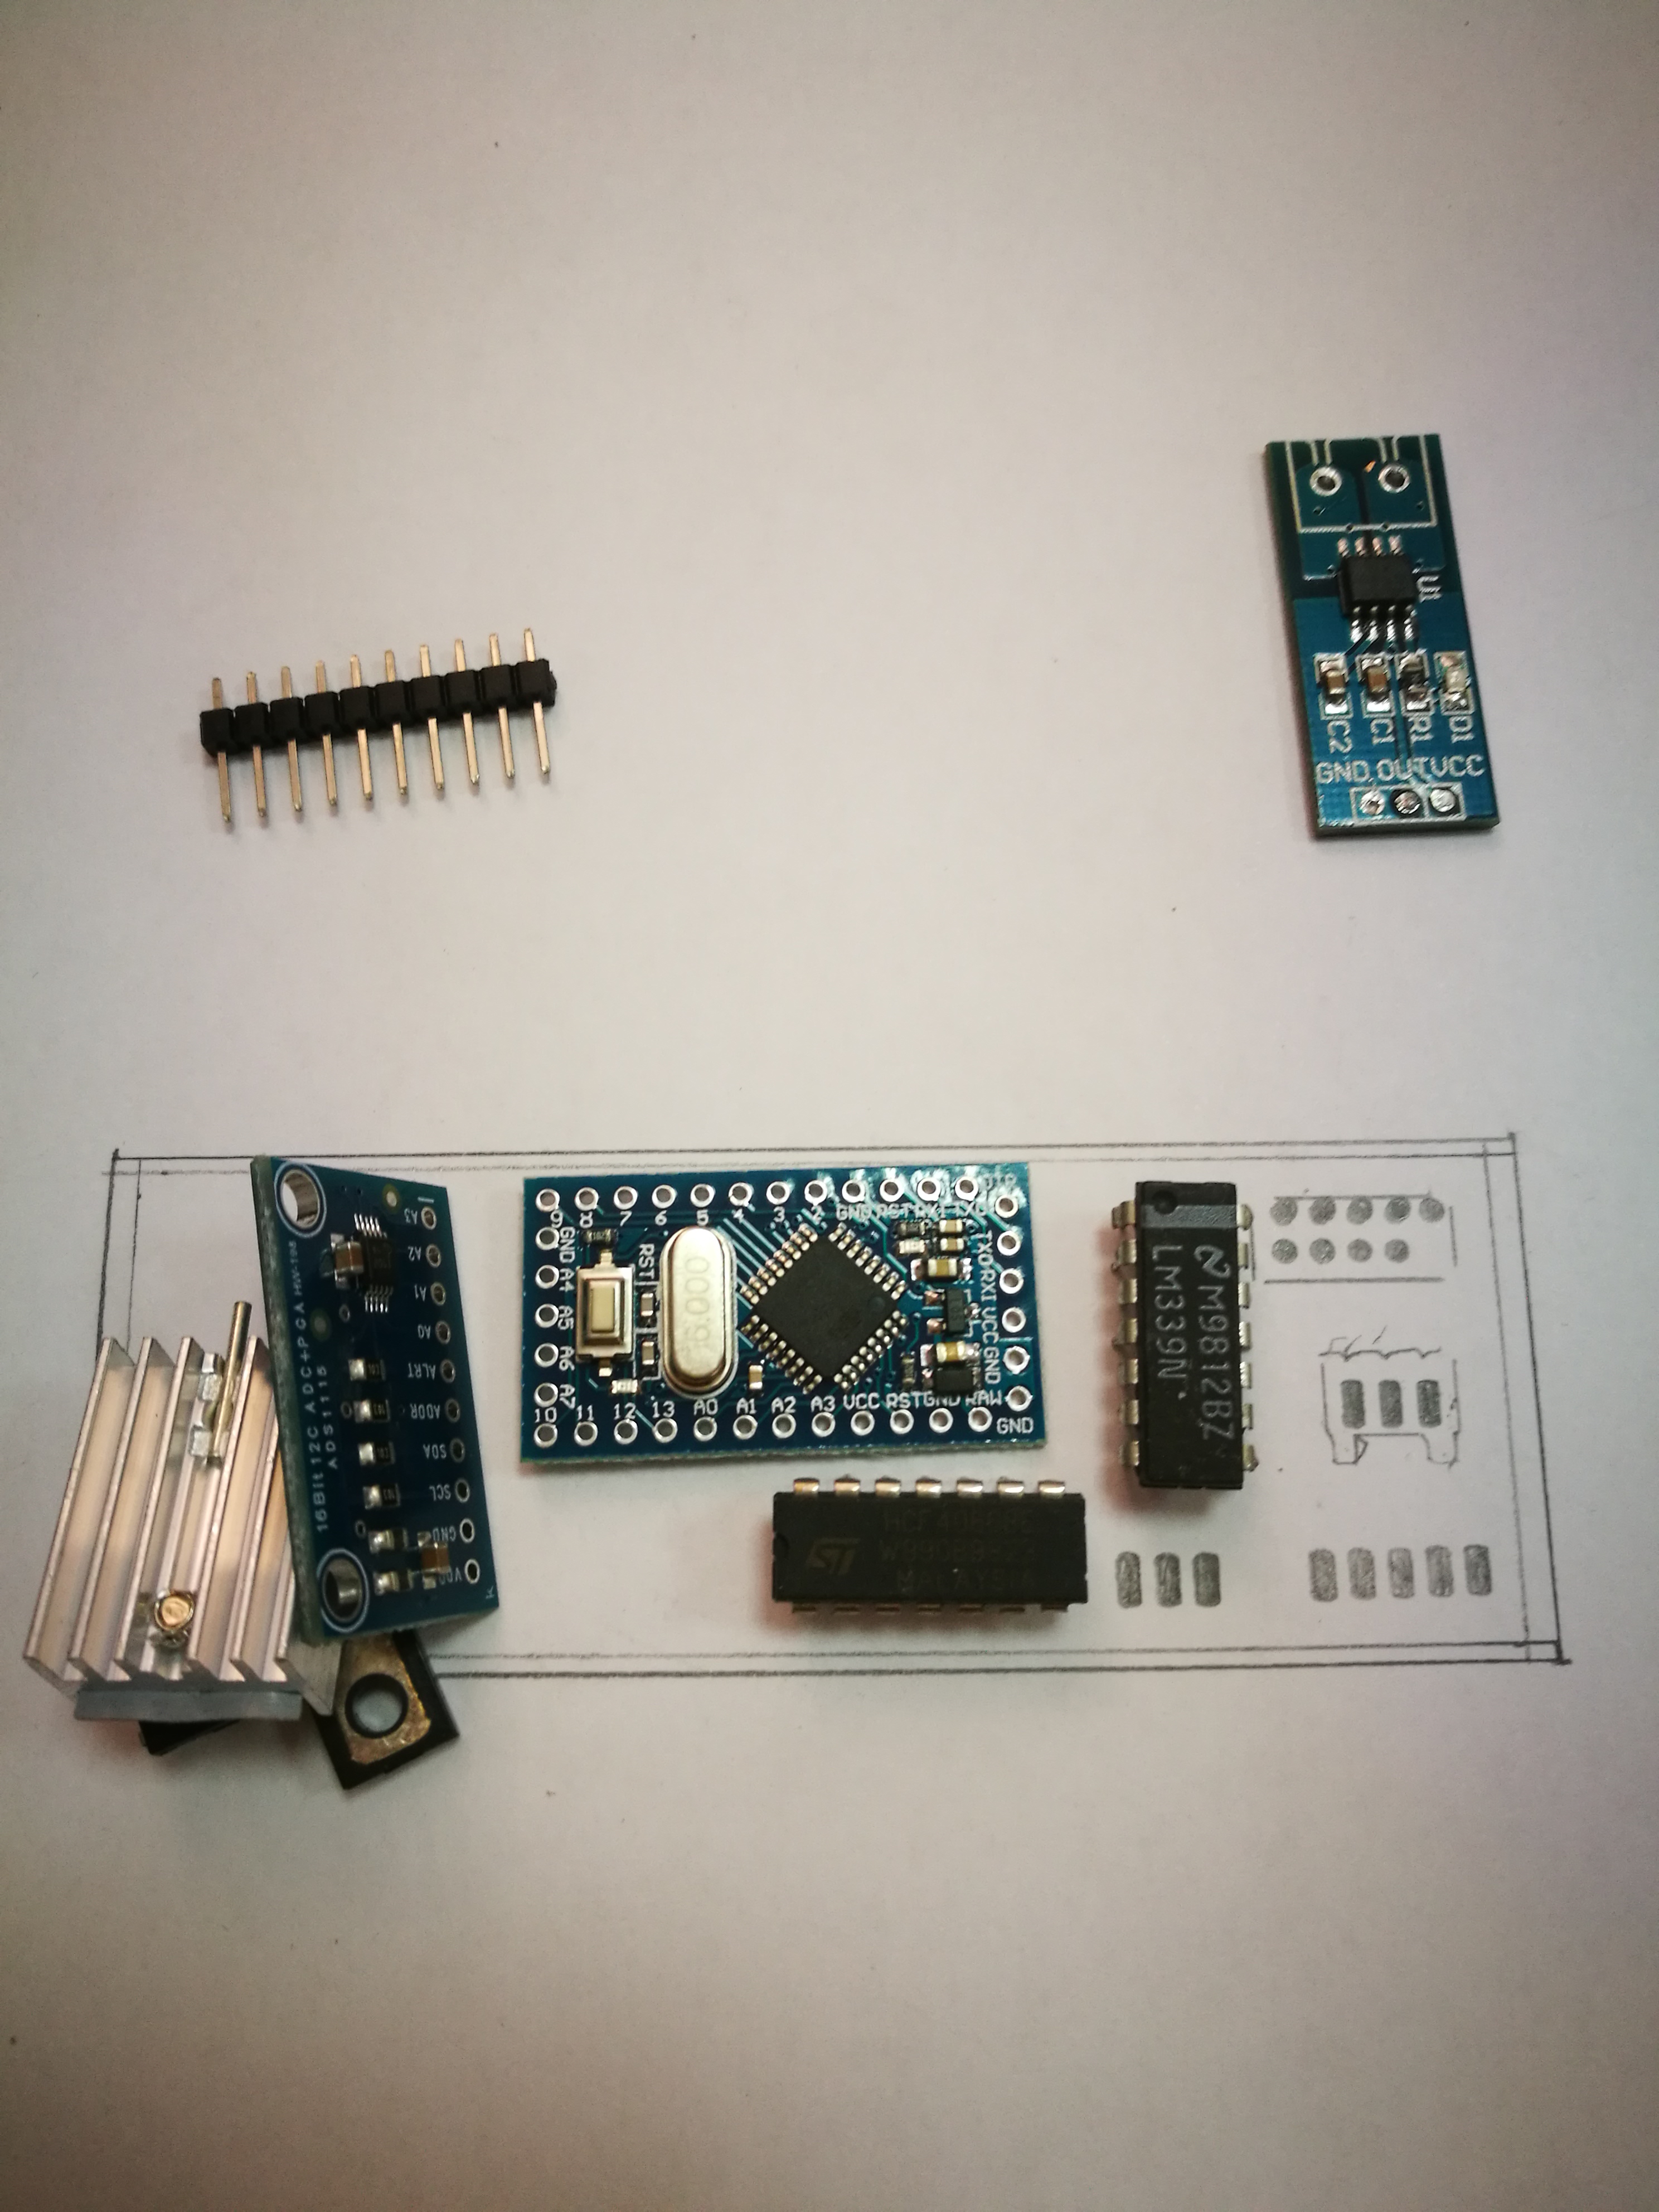 U1
C2
C1
R1
D1
GND OUT VCC
9
8
7
6
5
4
3
2
GND
RST
RXI
TXO
GND
A4
A5
A6
A7
RST
16.000
TXO
RXI
VCC
GND
10
11
12
13
A0
A1
A2
A3
VCC
RST
GND
RAW
GND
16Bit I2C ADC+PGA
ADS1115
A3
A2
A1
A0
ALRT
ADDR
SDA
SCL
GND
VDD
M9812BZ
LM339N
ST
MALAYSIA